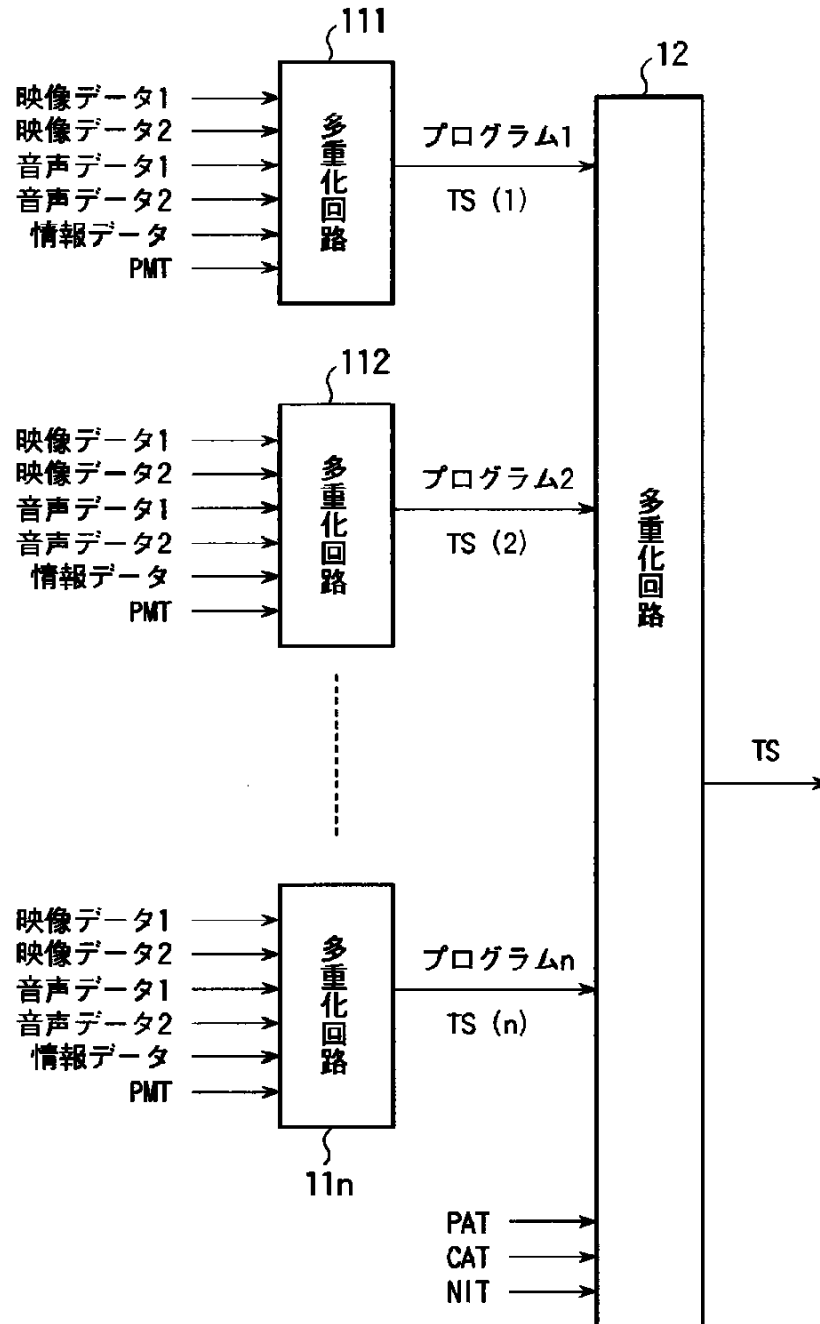 111
映像データ1
映像データ2
音声データ1
音声データ2
情報データ
PMT
多重化回路
プログラム1
TS (1)
12
112
映像データ1
映像データ2
音声データ1
音声データ2
情報データ
PMT
多重化回路
プログラム2
TS (2)
多重化回路
TS
映像データ1
映像データ2
音声データ1
音声データ2
情報データ
PMT
多重化回路
プログラムn
TS (n)
11n
PAT
CAT
NIT